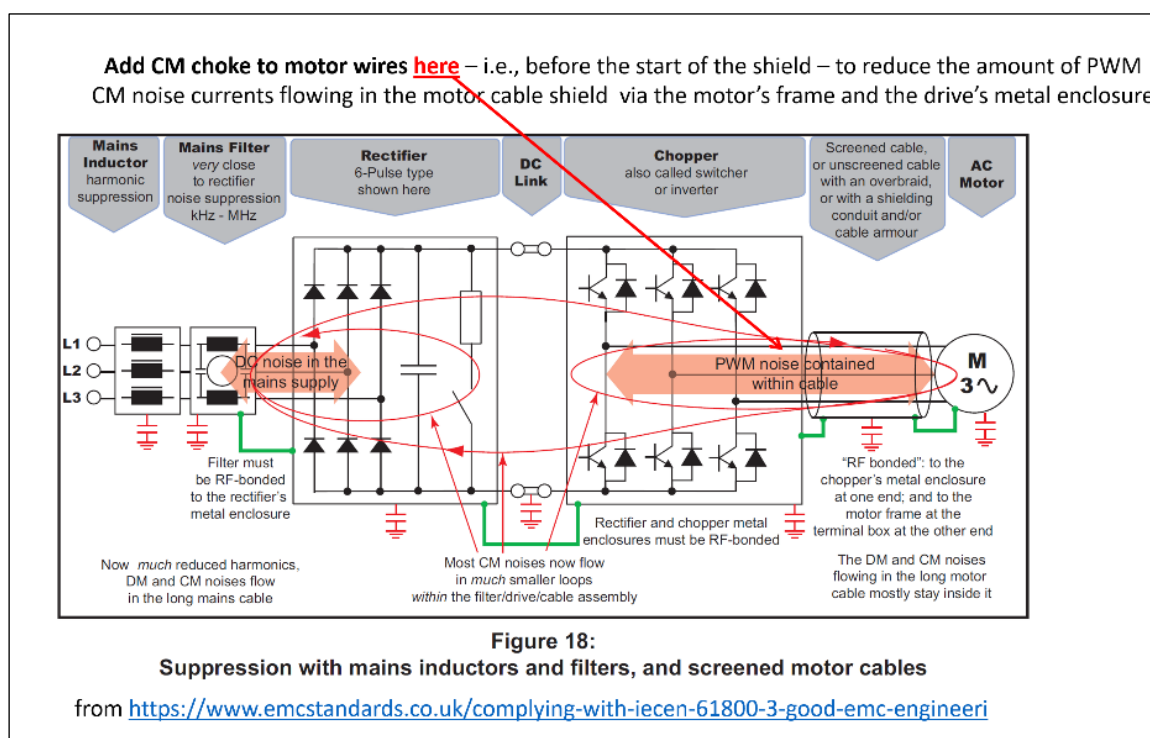 Add CM choke to motor wires here – i.e., before the start of the shield – to reduce the amount of PWM
CM noise currents flowing in the motor cable shield via the motor's frame and the drive's metal enclosure
Mains
Inductor
harmonic
suppression
Mains Filter
very close
to rectifier
noise suppression
kHz - MHz
Rectifier
6-Pulse type
shown here
DC
Link
Chopper
also called switcher
or inverter
Screened cable,
or unscreened cable
with an overbraid,
or with a shielding
conduit and/or
cable armour
AC
Motor
L1
L2
L3
DC noise in the
mains supply
PWM noise contained
within cable
M
3
Filter must
be RF-bonded
to the rectifier's
metal enclosure
Rectifier and chopper metal
enclosures must be RF-bonded
"RF bonded": to the
chopper's metal enclosure
at one end; and to the
motor frame at the
terminal box at the other end
Now much reduced harmonics,
DM and CM noises flow
in the long mains cable
Most CM noises now flow
in much smaller loops
within the filter/drive/cable assembly
The DM and CM noises
flowing in the long motor
cable mostly stay inside it
Figure 18:
Suppression with mains inductors and filters, and screened motor cables
from https://www.emcstandards.co.uk/complying-with-iecen-61800-3-good-emc-engineeri